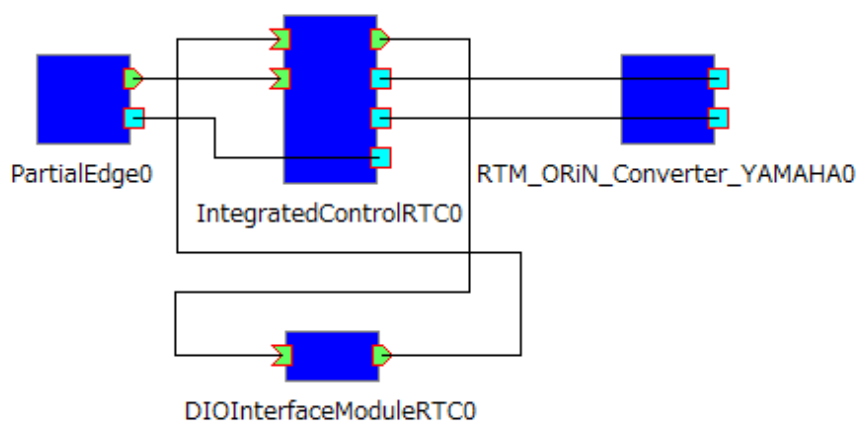 PartialEdge0
RTM_ORiN_Converter_YAMAHA0
IntegratedControlRTC0
DIOInterfaceModuleRTC0